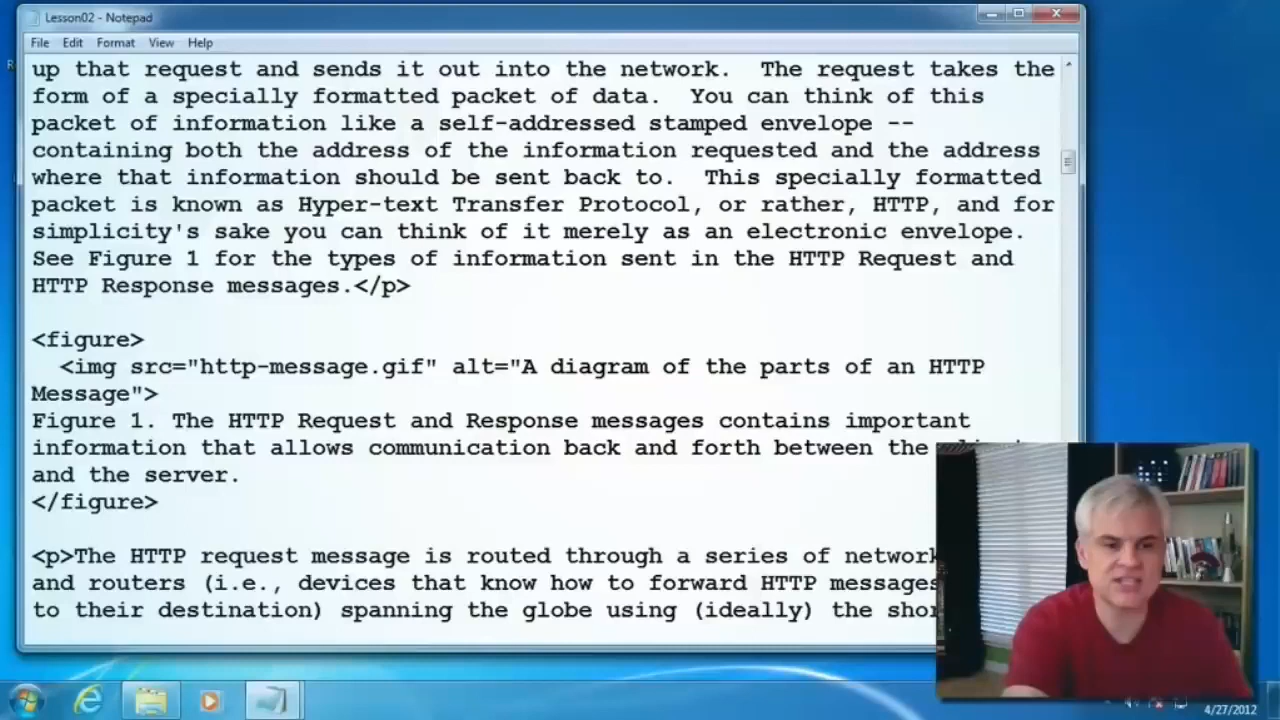 Lesson02 - Notepad
File Edit Format View Help
up that request and sends it out into the network.  The request takes the
form of a specially formatted packet of data.  You can think of this
packet of information like a self-addressed stamped envelope --
containing both the address of the information requested and the address
where that information should be sent back to.  This specially formatted
packet is known as Hyper-text Transfer Protocol, or rather, HTTP, and for
simplicity's sake you can think of it merely as an electronic envelope.
See Figure 1 for the types of information sent in the HTTP Request and
HTTP Response messages.</p>
<figure>
<img src="http-message.gif" alt="A diagram of the parts of an HTTP
Message">
Figure 1. The HTTP Request and Response messages contains important
information that allows communication back and forth between the
and the server.
</figure>
<p>The HTTP request message is routed through a series of network
and routers (i.e., devices that know how to forward HTTP messages
to their destination) spanning the globe using (ideally) the
4/27/2012